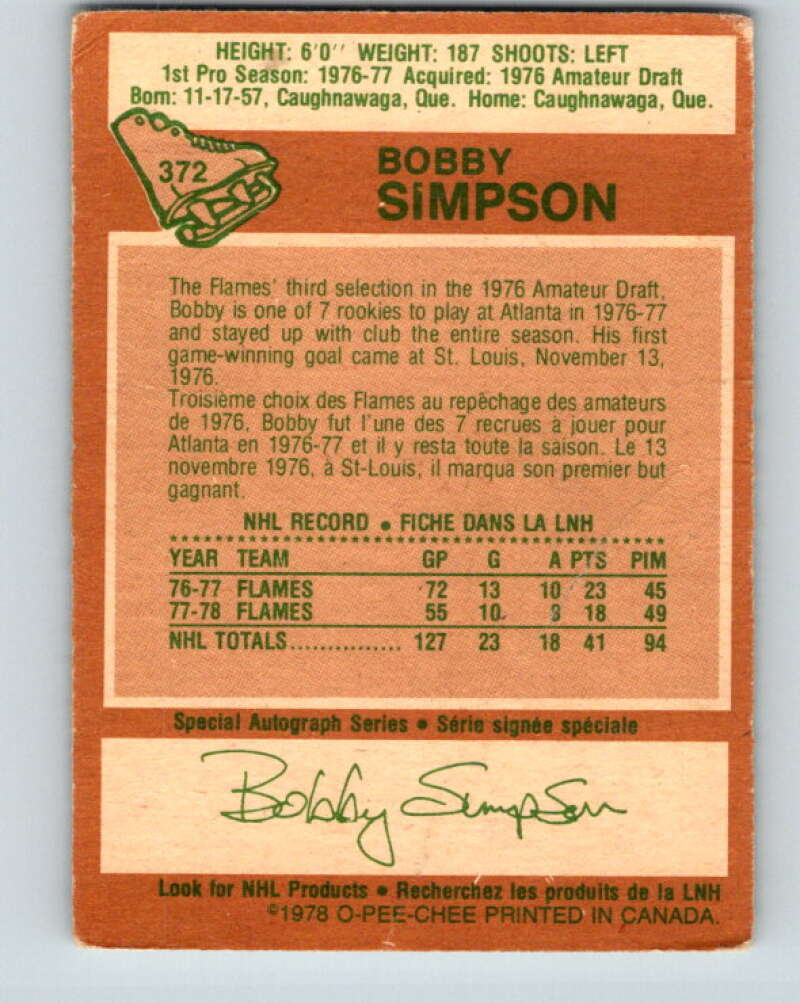 HEIGHT: 6'0'' WEIGHT: 187 SHOOTS: LEFT
1st Pro Season: 1976-77 Acquired: 1976 Amateur Draft
Born: 11-17-57, Caughnawaga, Que. Home: Caughnawaga, Que.
372
BOBBY
SIMPSON
The Flames' third selection in the 1976 Amateur Draft,
Bobby is one of 7 rookies to play at Atlanta in 1976-77
and stayed up with club the entire season. His first
game-winning goal came at St. Louis, November 13,
1976.
Troisième choix des Flames au repêchage des amateurs
de 1976, Bobby fut l'une des 7 recrues à jouer pour
Atlanta en 1976-77 et il y resta toute la saison. Le 13
novembre 1976, à St-Louis, il marqua son premier but
gagnant.
NHL RECORD • FICHE DANS LA LNH
YEAR TEAM GP G A PTS PIM
76-77 FLAMES 72 13 10 23 45
77-78 FLAMES 55 10 8 18 49
NHL TOTALS................ 127 23 18 41 94
Special Autograph Series • Série signée spéciale
Bobby Simpson
Look for NHL Products • Recherchez les produits de la LNH
©1978 O-PEE-CHEE PRINTED IN CANADA.